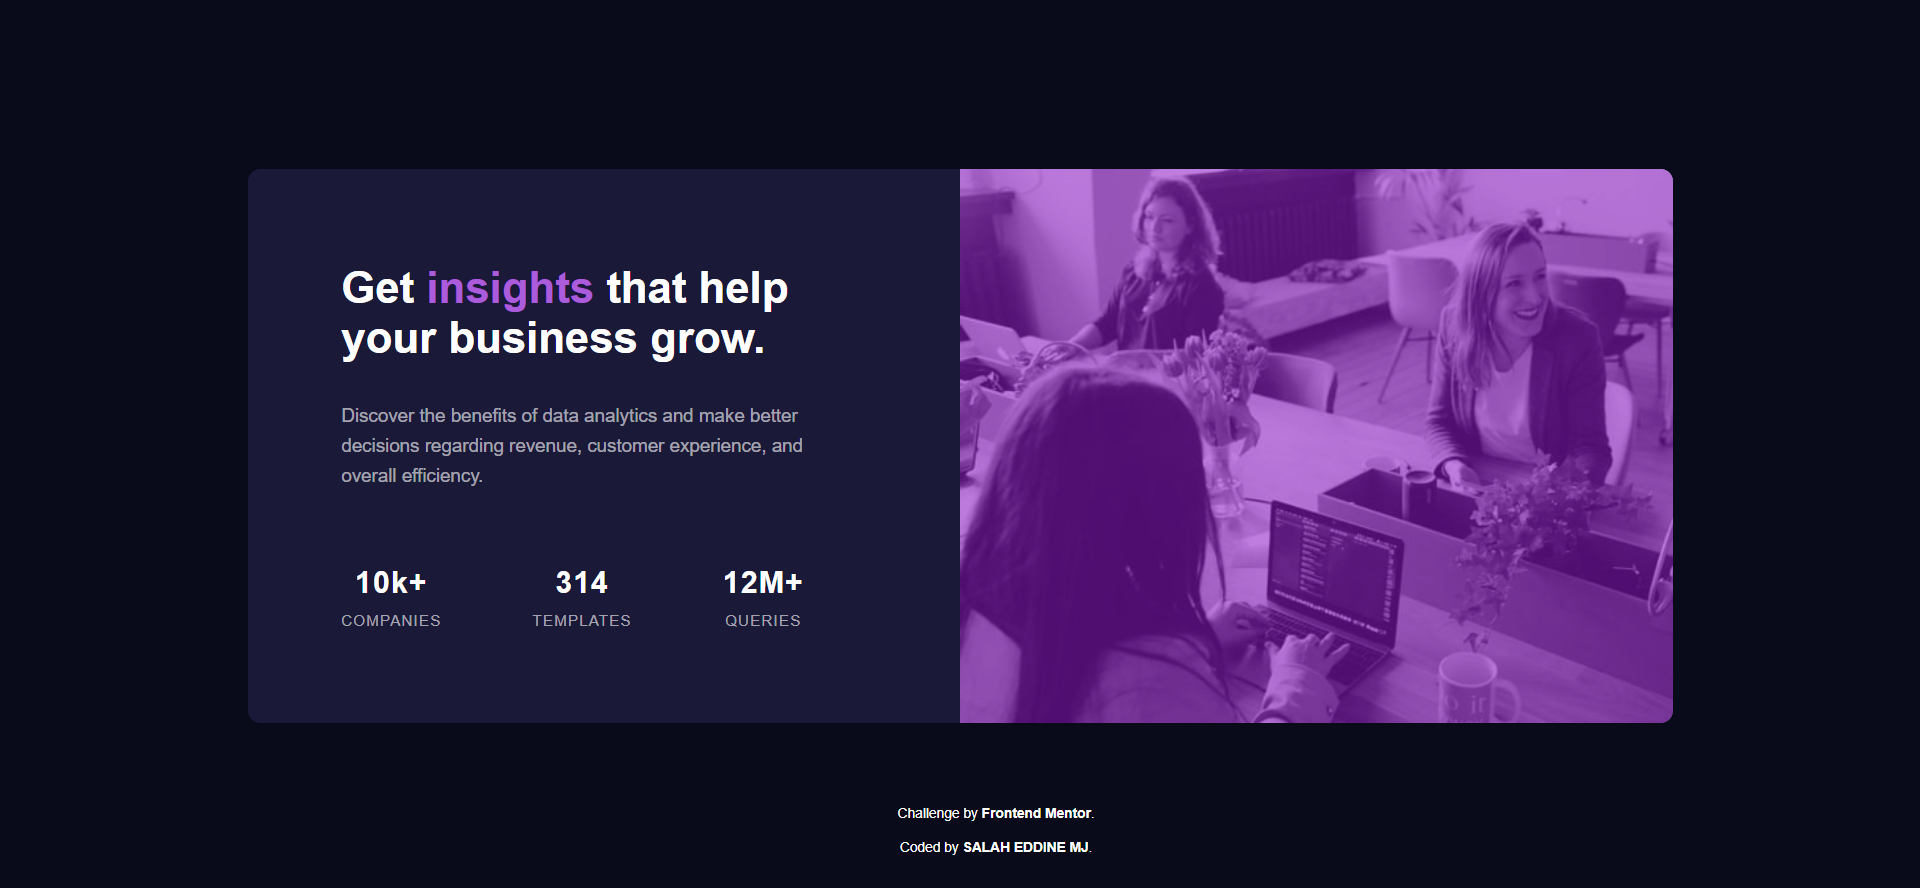 Get insights that help
your business grow.
Discover the benefits of data analytics and make better
decisions regarding revenue, customer experience, and
overall efficiency.
10k+ 314 12M+
COMPANIES TEMPLATES QUERIES
Challenge by Frontend Mentor.
Coded by SALAH EDDINE MJ.